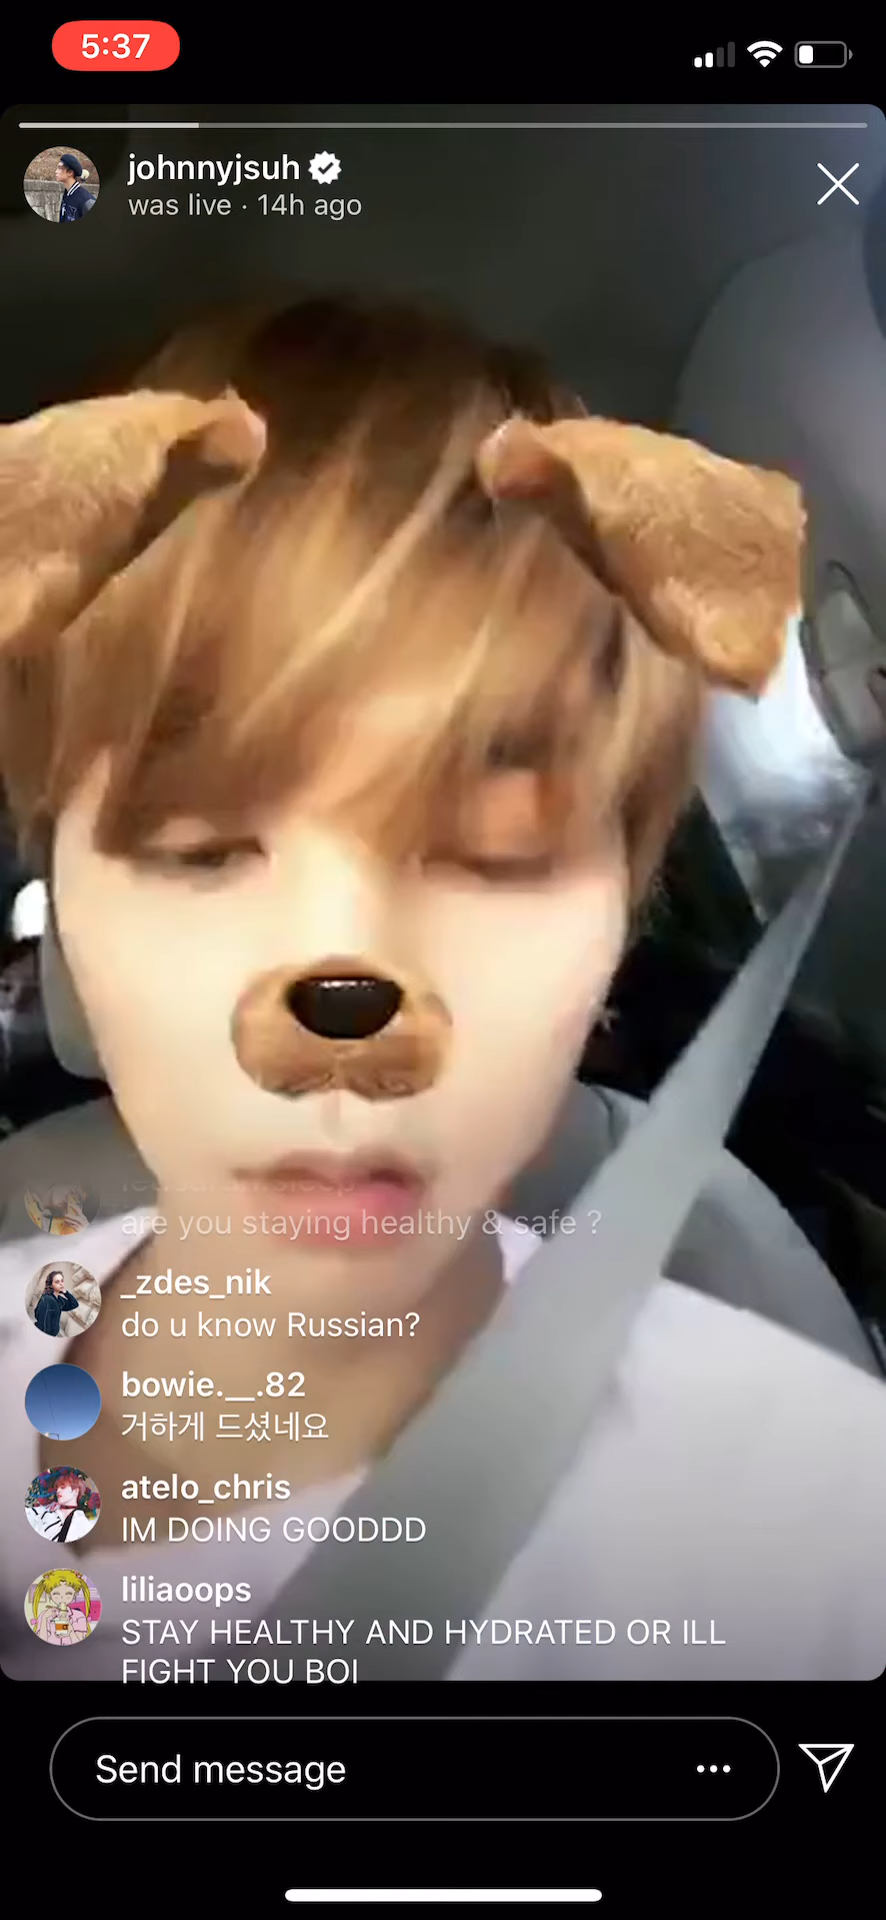 5:37
johnnyjsuh
was live · 14h ago
are you staying healthy & safe ?
_zdes_nik
do u know Russian?
bowie.__.82
거하게 드셨네요
atelo_chris
IM DOING GOODDD
liliaoops
STAY HEALTHY AND HYDRATED OR ILL
FIGHT YOU BOI
Send message